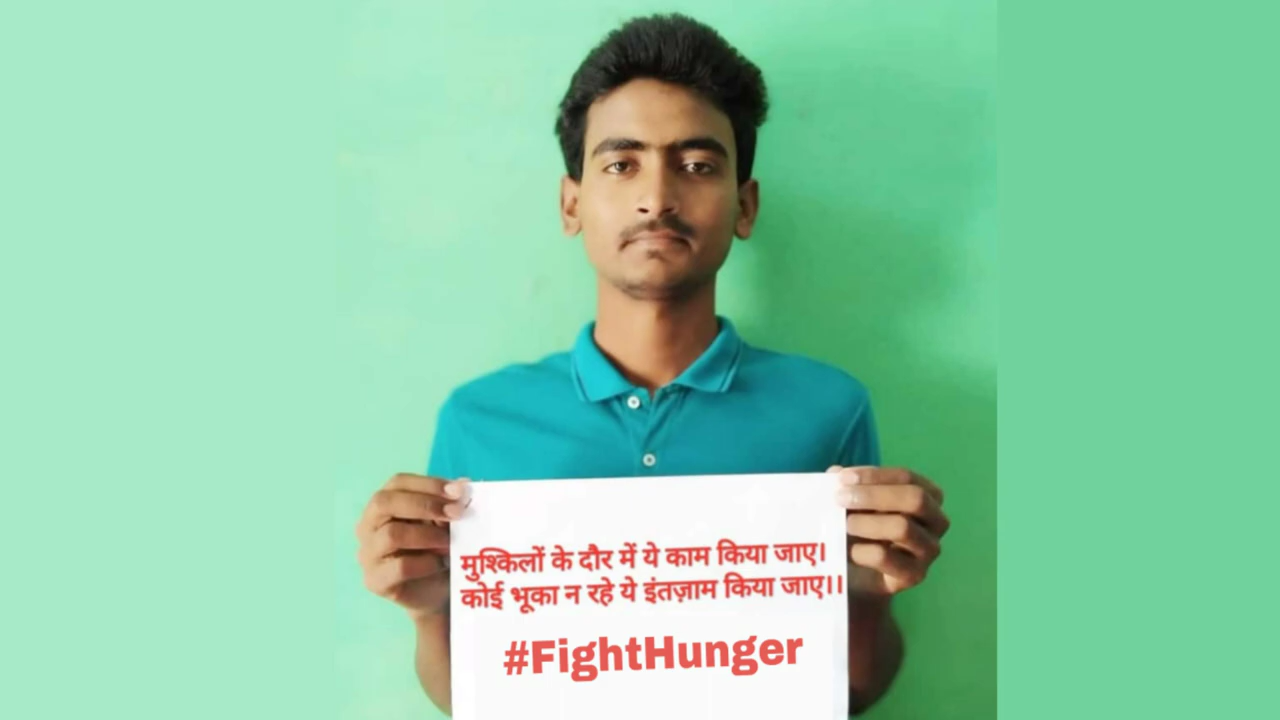 मुश्किलों के दौर में ये काम किया जाए।
कोई भूका न रहे ये इंतज़ाम किया जाए।।
#FightHunger